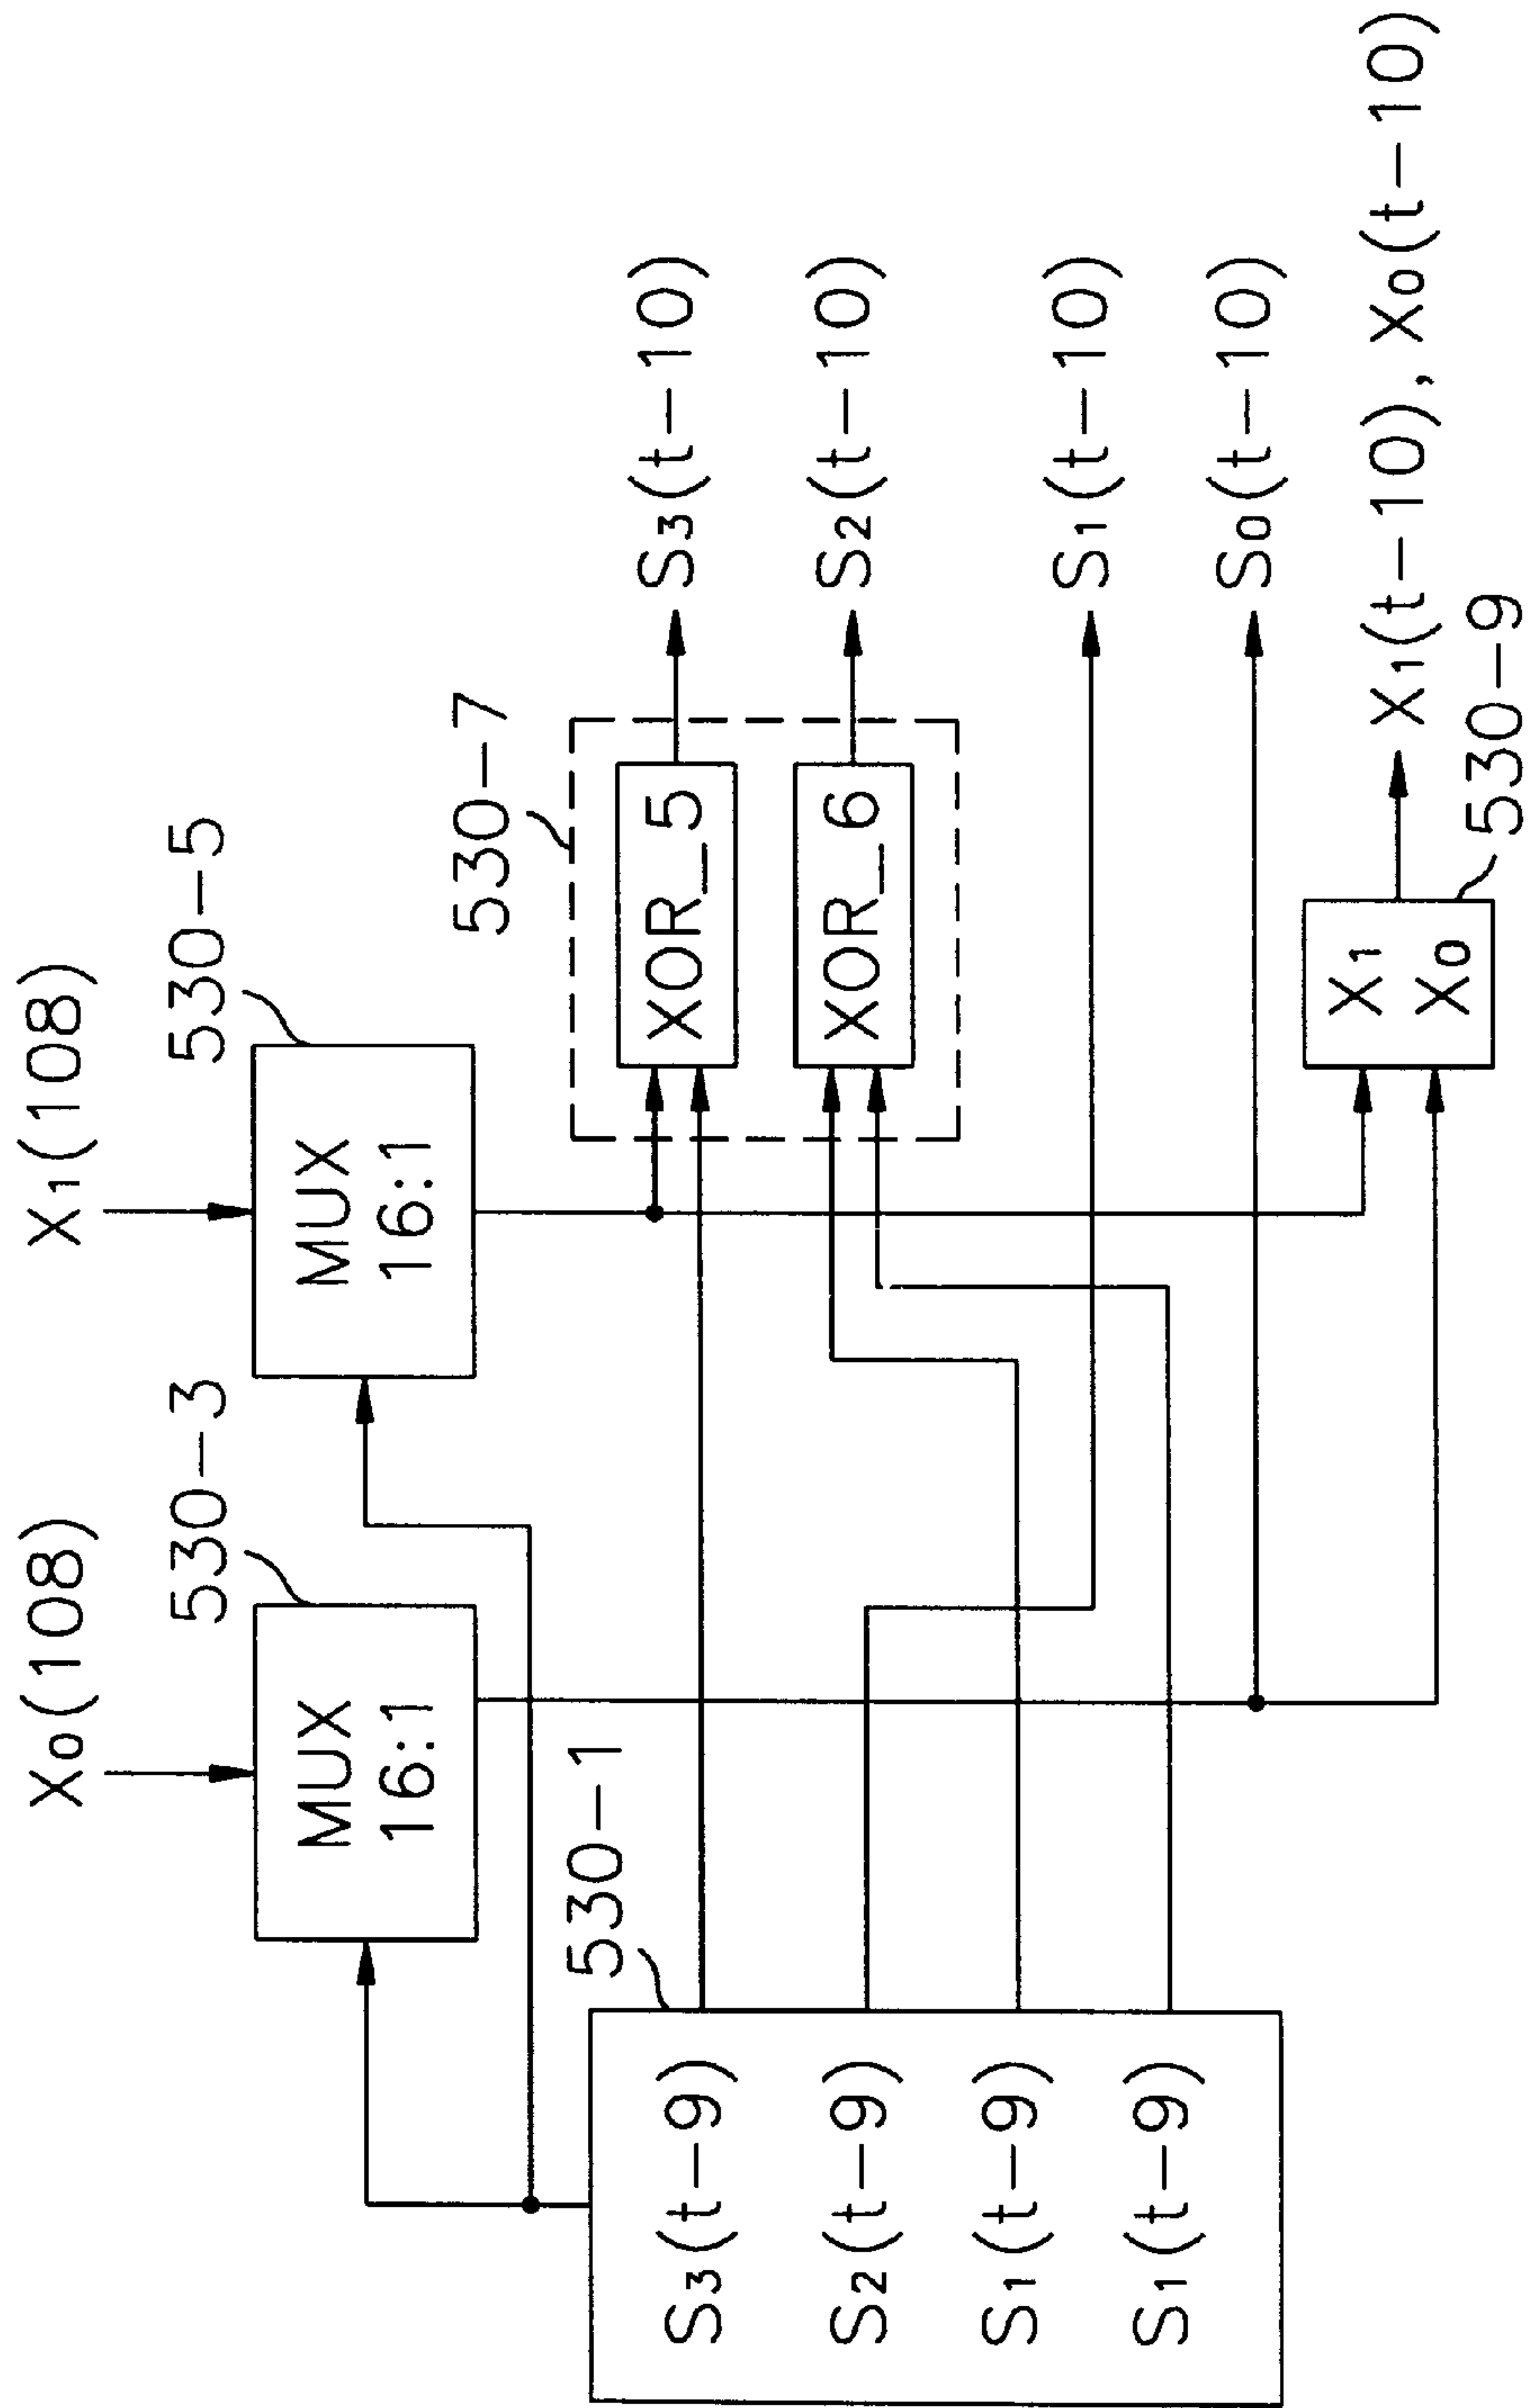 X0(108)
X1(108)
530-3
530-5
MUX
16:1
MUX
16:1
530-1
530-7
S3(t-9)
S2(t-9)
S1(t-9)
S1(t-9)
XOR_5
XOR_6
S3(t-10)
S2(t-10)
S1(t-10)
S0(t-10)
X1
X0
X1(t-10), X0(t-10)
530-9